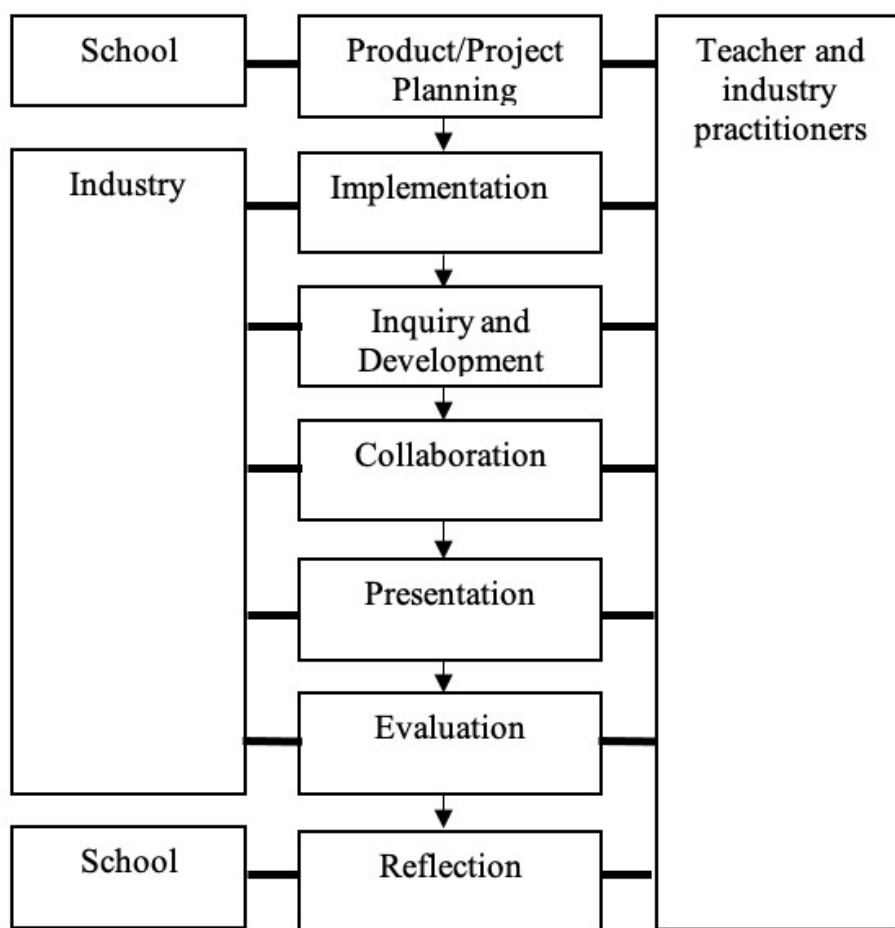 School
Product/Project
Planning
Teacher and
industry
practitioners
Industry
Implementation
Inquiry and
Development
Collaboration
Presentation
Evaluation
School
Reflection